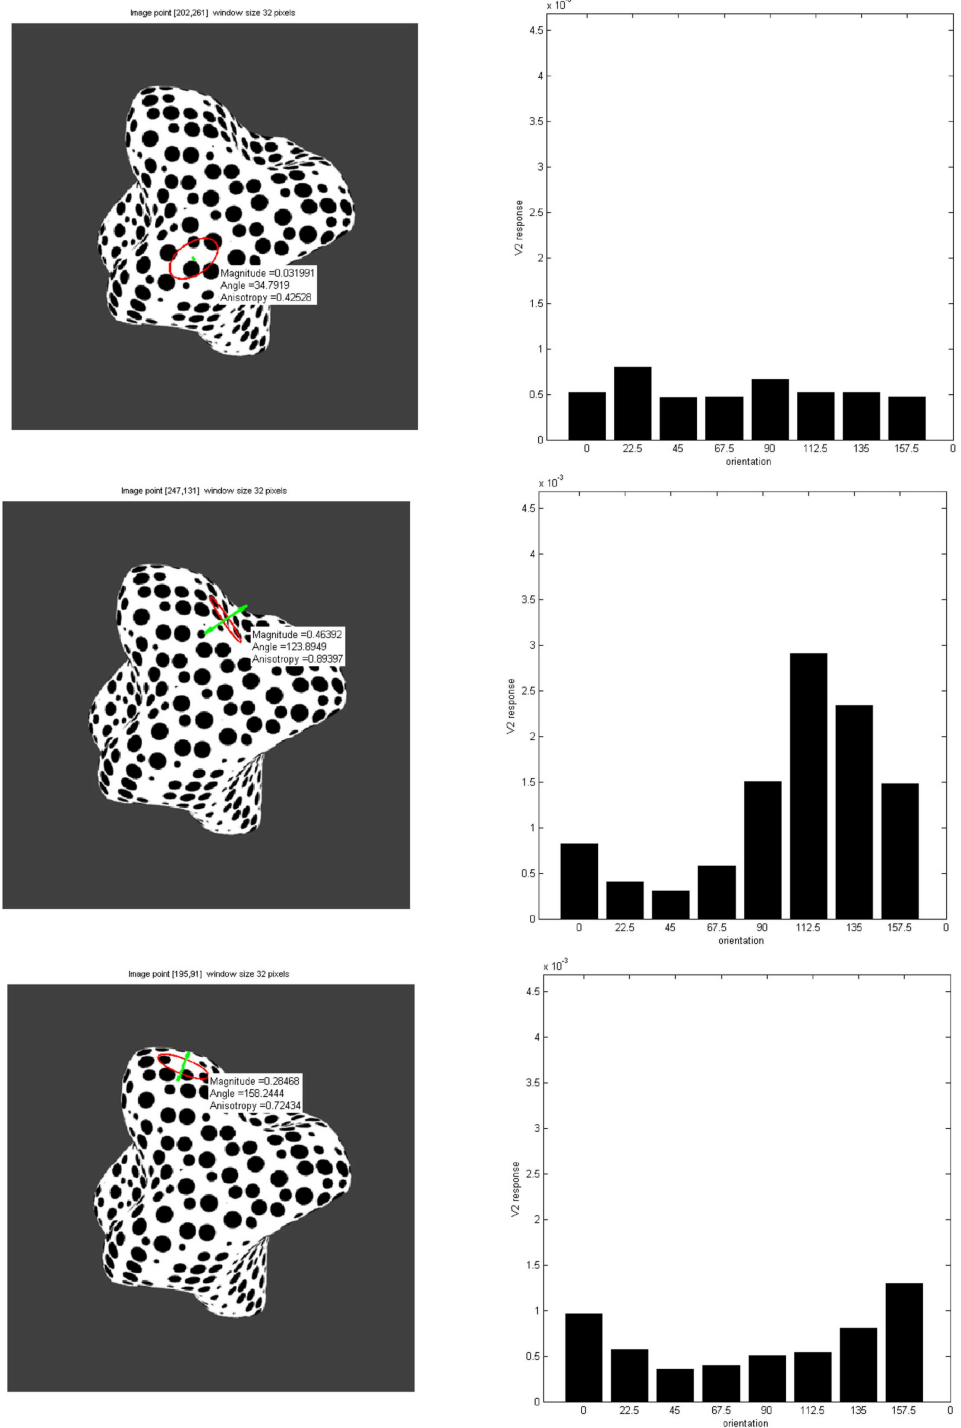 Image point [202,261] window size 32 pixels
Magnitude =0.031991
Angle =34.7919
Anisotropy =0.42528
4.5
4
3.5
3
2.5
2
1.5
1
0.5
0
V2 response
0 22.5 45 67.5 90 112.5 135 157.5 0
orientation
Image point [247,131] window size 32 pixels
Magnitude =0.46392
Angle =123.8949
Anisotropy =0.89397
x 10^-3
4.5
4
3.5
3
2.5
2
1.5
1
0.5
0
V2 response
0 22.5 45 67.5 90 112.5 135 157.5 0
orientation
Image point [195,91] window size 32 pixels
Magnitude =0.28468
Angle =158.2444
Anisotropy =0.72434
x 10^-3
4.5
4
3.5
3
2.5
2
1.5
1
0.5
0
V2 response
0 22.5 45 67.5 90 112.5 135 157.5 0
orientation